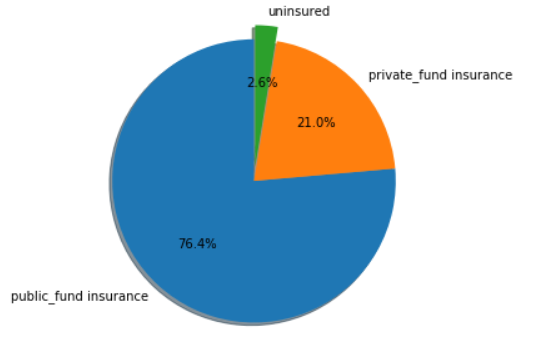 uninsured
2.6%
private_fund insurance
21.0%
76.4%
public_fund insurance